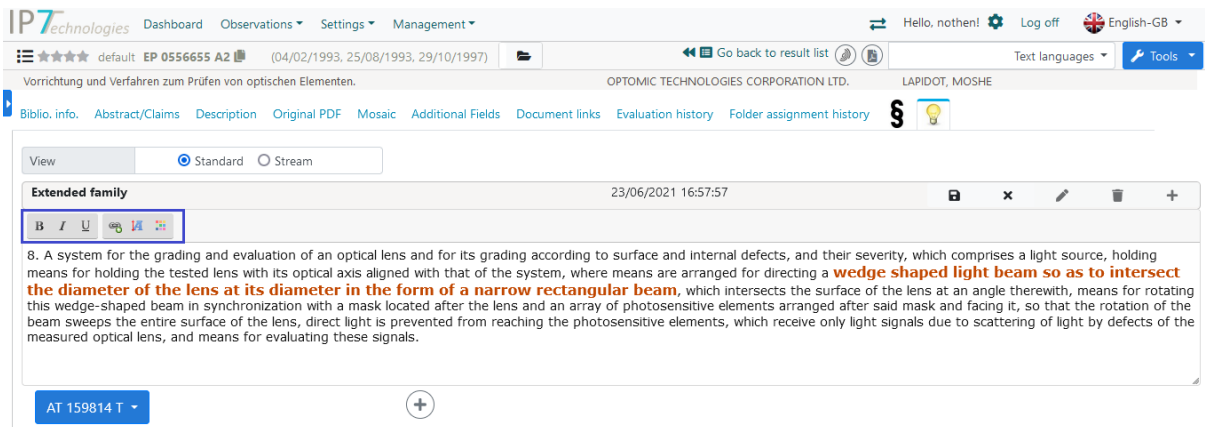 IP7Technologies Dashboard Observations Settings Management Hello, nothen! Log off English-GB
default EP 0556655 A2 (04/02/1993, 25/08/1993, 29/10/1997) Go back to result list Text languages Tools
Vorrichtung und Verfahren zum Prüfen von optischen Elementen. OPTOMIC TECHNOLOGIES CORPORATION LTD. LAPIDOT, MOSHE
Biblio. info. Abstract/Claims Description Original PDF Mosaic Additional Fields Document links Evaluation history Folder assignment history §
View Standard Stream
Extended family 23/06/2021 16:57:57
B I U
8. A system for the grading and evaluation of an optical lens and for its grading according to surface and internal defects, and their severity, which comprises a light source, holding
means for holding the tested lens with its optical axis aligned with that of the system, where means are arranged for directing a wedge shaped light beam so as to intersect
the diameter of the lens at its diameter in the form of a narrow rectangular beam, which intersects the surface of the lens at an angle therewith, means for rotating
this wedge-shaped beam in synchronization with a mask located after the lens and an array of photosensitive elements arranged after said mask and facing it, so that the rotation of the
beam sweeps the entire surface of the lens, direct light is prevented from reaching the photosensitive elements, which receive only light signals due to scattering of light by defects of the
measured optical lens, and means for evaluating these signals.
AT 159814 T